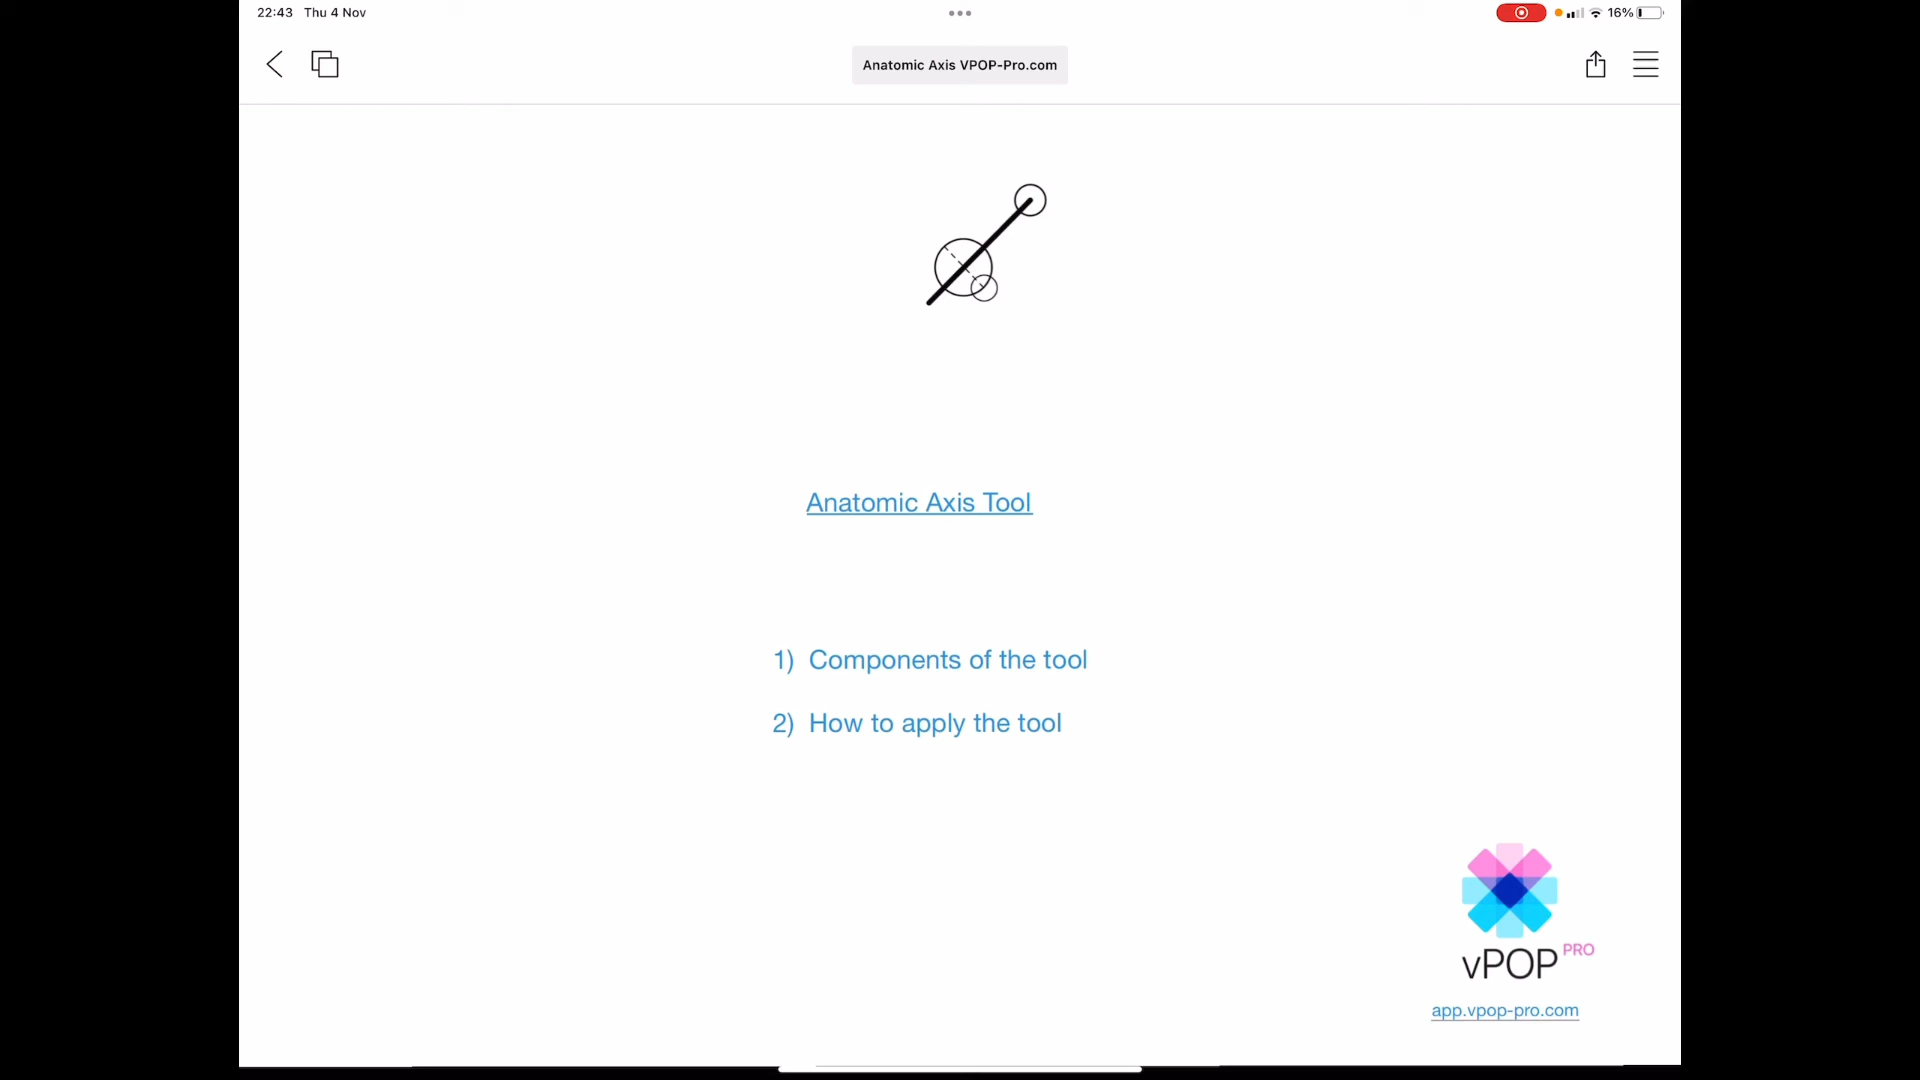 22:43 Thu 4 Nov
16%
Anatomic Axis VPOP-Pro.com
Anatomic Axis Tool
1) Components of the tool
2) How to apply the tool
vPOP PRO
app.vpop-pro.com